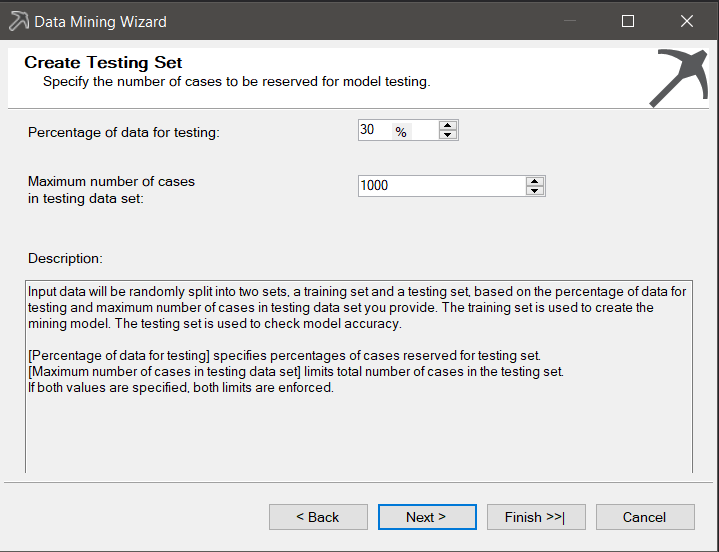 Data Mining Wizard
Create Testing Set
Specify the number of cases to be reserved for model testing.
Percentage of data for testing:
30 %
Maximum number of cases
in testing data set:
1000
Description:
Input data will be randomly split into two sets, a training set and a testing set, based on the percentage of data for
testing and maximum number of cases in testing data set you provide. The training set is used to create the
mining model. The testing set is used to check model accuracy.
[Percentage of data for testing] specifies percentages of cases reserved for testing set.
[Maximum number of cases in testing data set] limits total number of cases in the testing set.
If both values are specified, both limits are enforced.
< Back
Next >
Finish >>|
Cancel